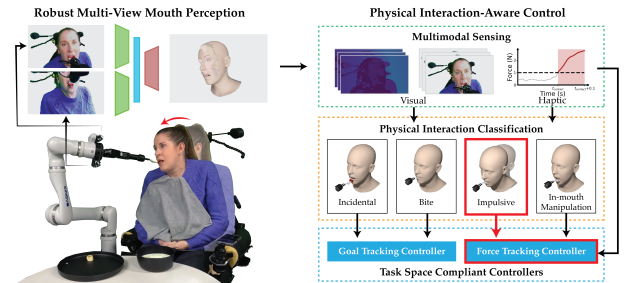 Robust Multi-View Mouth Perception
Physical Interaction-Aware Control
Multimodal Sensing
Force (N)
Time (s)
Visual
Haptic
Physical Interaction Classification
Incidental
Bite
Impulsive
In-mouth
Manipulation
Goal Tracking Controller
Force Tracking Controller
Task Space Compliant Controllers